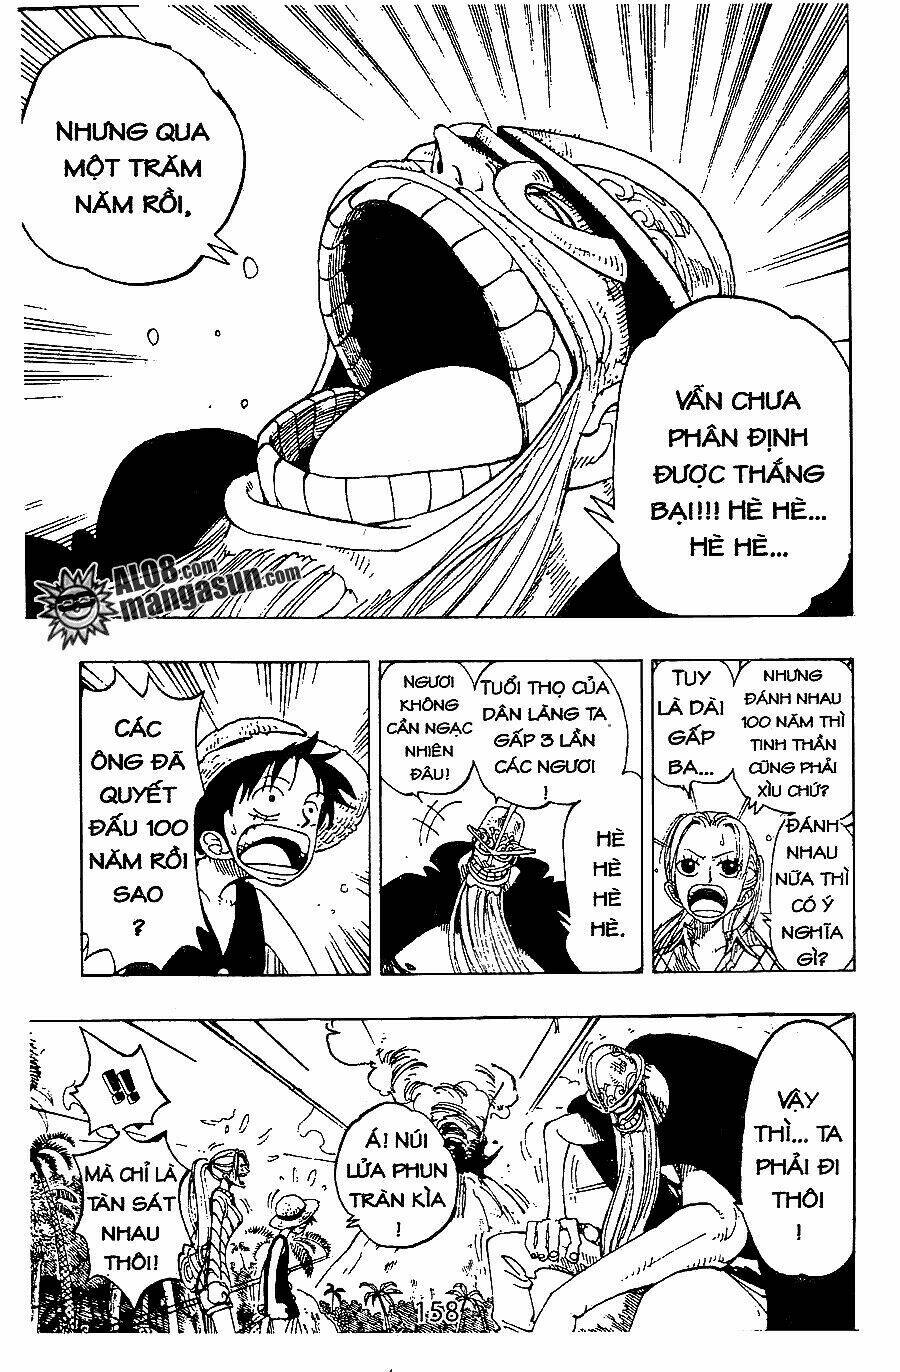 NHƯNG QUA
MỘT TRĂM
NĂM RỒI,
VẪN CHƯA
PHÂN ĐỊNH
ĐƯỢC THẮNG
BẠI!!!! HÈ HÈ...
HÈ HÈ...
ALO8.com
mangasun.com
CÁC
ÔNG ĐÃ
QUYẾT
ĐẤU 100
NĂM RỒI
SAO
?
NGƯƠI
KHÔNG
CẦN NGẠC
NHIÊN
ĐÂU!
TUỔI THỌ CỦA
DÂN LÀNG TA
GẤP 3 LẦN
CÁC NGƯƠI
!
HÈ
HÈ
HÈ
HÈ.
TUY
LÀ DÀI
GẤP
BA...
NHƯNG
ĐÁNH NHAU
100 NĂM THÌ
TINH THẦN
CŨNG PHẢI
XÌU CHỨ?
ĐÁNH
NHAU
NỮA THÌ
CÓ Ý
NGHĨA
GÌ?
!!
MÀ CHỈ LÀ
TÀN SÁT
NHAU
THÔI!
Á! NÚI
LỬA PHUN
TRÀN KÌA
!
VẬY
THÌ... TA
PHẢI ĐI
THÔI
!
158